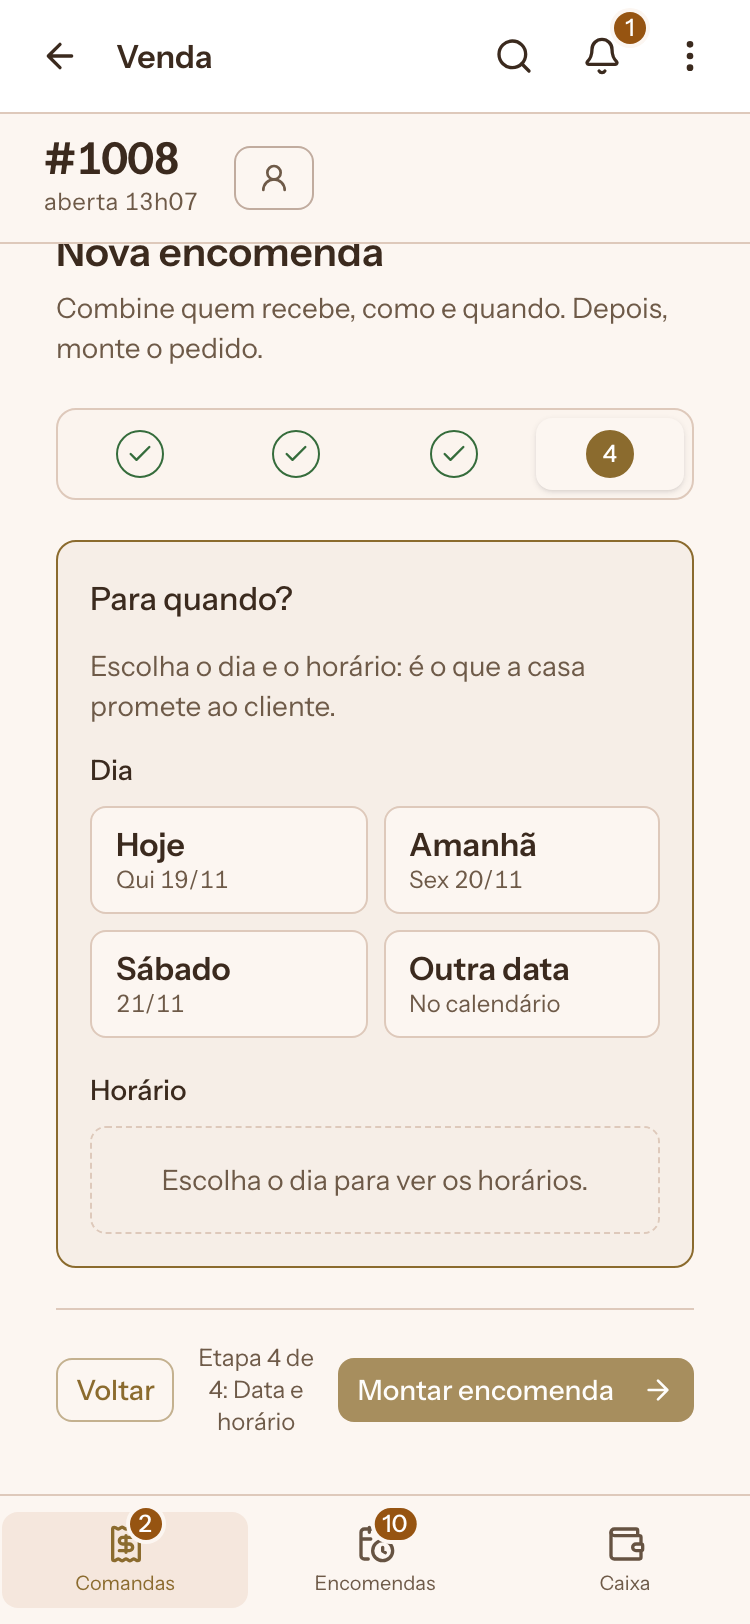 Venda
1
#1008
aberta 13h07
Nova encomenda
Combine quem recebe, como e quando. Depois,
monte o pedido.
4
Para quando?
Escolha o dia e o horário: é o que a casa
promete ao cliente.
Dia
Hoje
Qui 19/11
Amanhã
Sex 20/11
Sábado
21/11
Outra data
No calendário
Horário
Escolha o dia para ver os horários.
Voltar
Etapa 4 de
4: Data e
horário
Montar encomenda
2
Comandas
10
Encomendas
Caixa